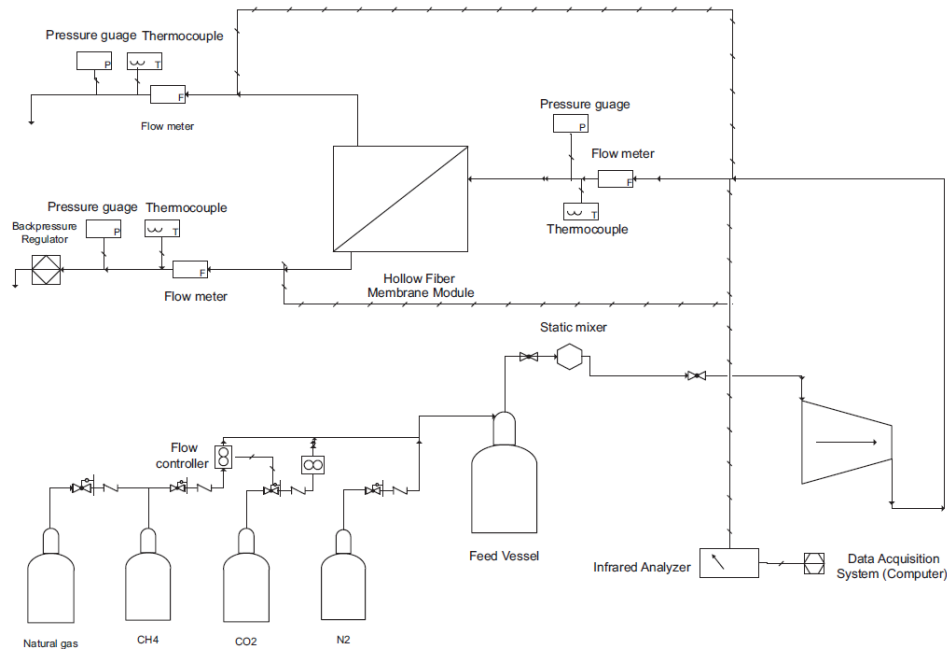 Pressure guage Thermocouple
P
T
F
Flow meter
Pressure guage
P
Flow meter
F
T
Thermocouple
Pressure guage Thermocouple
Backpressure
Regulator
P
T
F
Flow meter
Hollow Fiber
Membrane Module
Static mixer
Flow
controller
Feed Vessel
Infrared Analyzer
Data Acquisition
System (Computer)
Natural gas
CH4
CO2
N2